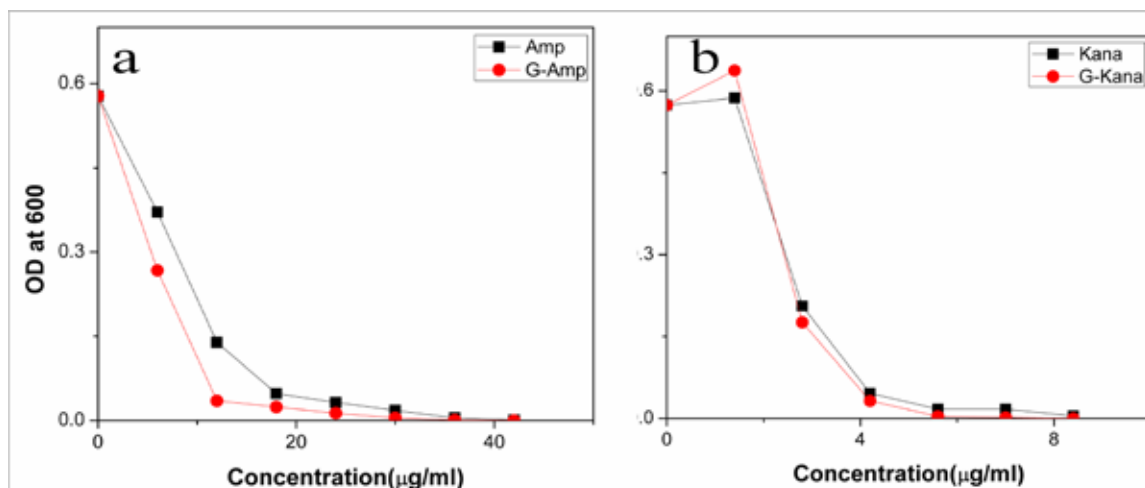 a
Amp
G-Amp
0.6
0.3
0.0
OD at 600
0
20
40
Concentration(μg/ml)
b
Kana
G-Kana
).6
).3
).0
0
4
8
Concentration(μg/ml)